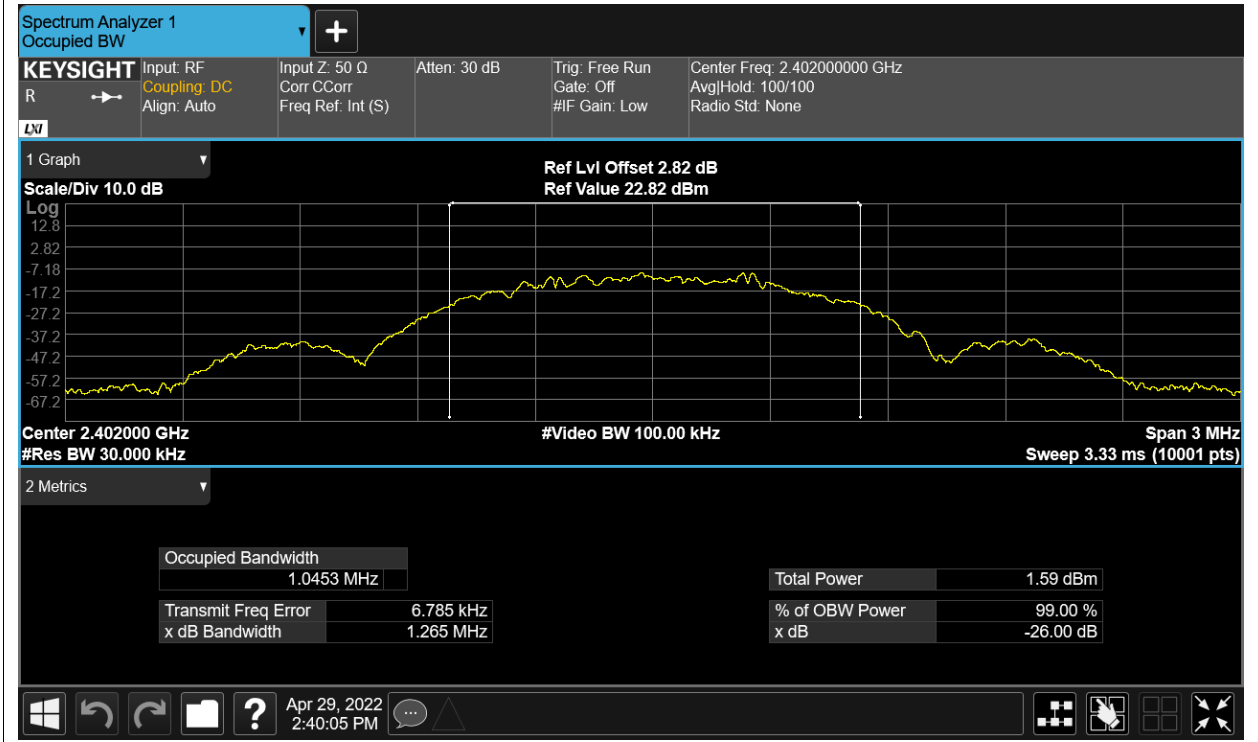 Spectrum Analyzer 1
Occupied BW
KEYSIGHT
R
LXI
Input: RF
Coupling: DC
Align: Auto
Input Z: 50 Ω
Corr CCorr
Freq Ref: Int (S)
Atten: 30 dB
Trig: Free Run
Gate: Off
#IF Gain: Low
Center Freq: 2.402000000 GHz
Avg|Hold: 100/100
Radio Std: None
1 Graph
Scale/Div 10.0 dB
Ref Lvl Offset 2.82 dB
Ref Value 22.82 dBm
Log
12.8
2.82
-7.18
-17.2
-27.2
-37.2
-47.2
-57.2
-67.2
Center 2.402000 GHz
#Video BW 100.00 kHz
Span 3 MHz
#Res BW 30.000 kHz
Sweep 3.33 ms (10001 pts)
2 Metrics
Occupied Bandwidth
1.0453 MHz
Total Power 1.59 dBm
Transmit Freq Error 6.785 kHz
% of OBW Power 99.00 %
x dB Bandwidth 1.265 MHz
x dB -26.00 dB
?
Apr 29, 2022
2:40:05 PM